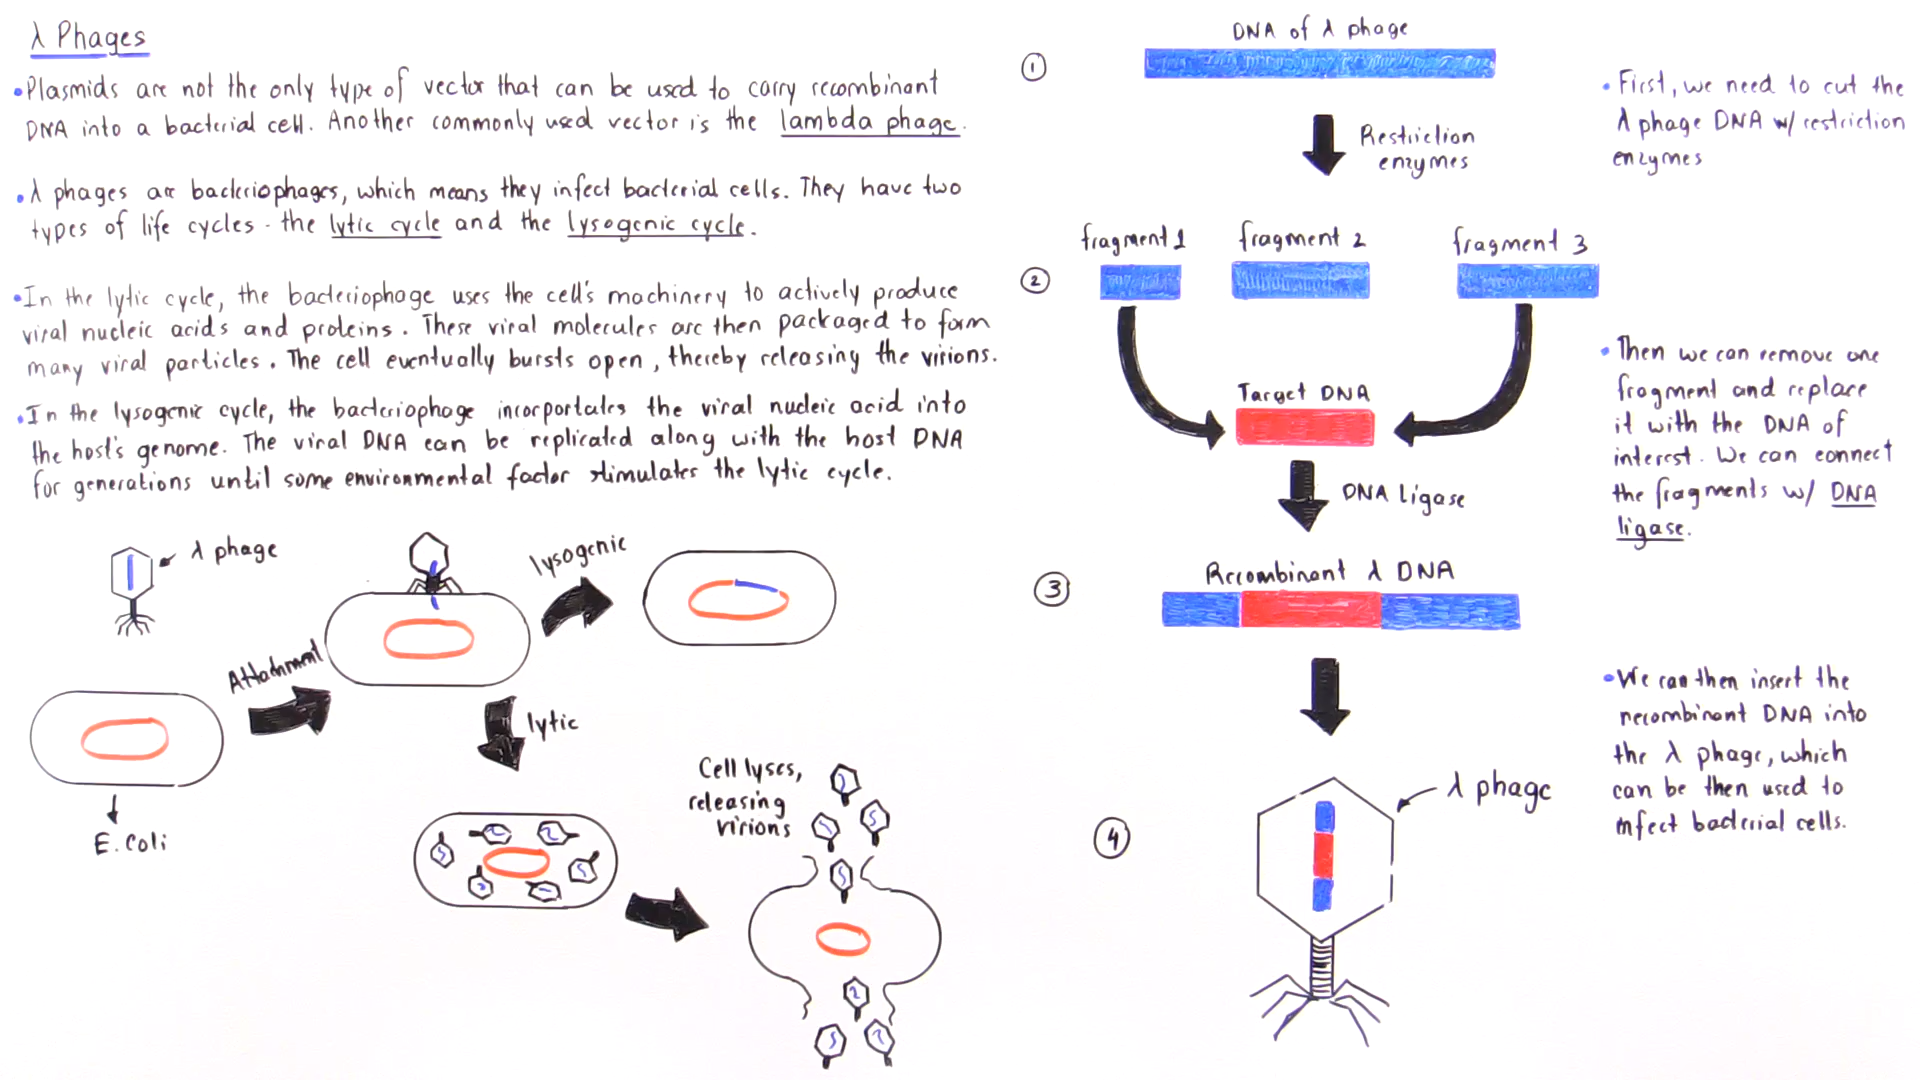 λ Phages
• Plasmids are not the only type of vector that can be used to carry recombinant
DNA into a bacterial cell. Another commonly used vector is the lambda phage.
• λ phages are bacteriophages, which means they infect bacterial cells. They have two
types of life cycles - the lytic cycle and the lysogenic cycle.
• In the lytic cycle, the bacteriophage uses the cell's machinery to actively produce
viral nucleic acids and proteins. These viral molecules are then packaged to form
many viral particles. The cell eventually bursts open, thereby releasing the virions.
• In the lysogenic cycle, the bacteriophage incorportates the viral nucleic acid into
the host's genome. The viral DNA can be replicated along with the host DNA
for generations until some environmental factor stimulates the lytic cycle.
λ phage
lysogenic
Attachment
lytic
E. coli
Cell lyses,
releasing
virions
1
DNA of λ phage
Restriction
enzymes
• First, we need to cut the
λ phage DNA w/ restriction
enzymes
2
fragment 1
fragment 2
fragment 3
Target DNA
DNA ligase
• Then we can remove one
fragment and replace
it with the DNA of
interest. We can connect
the fragments w/ DNA
ligase.
3
Recombinant λ DNA
• We can then insert the
recombinant DNA into
the λ phage, which
can be then used to
infect bacterial cells.
4
λ phage